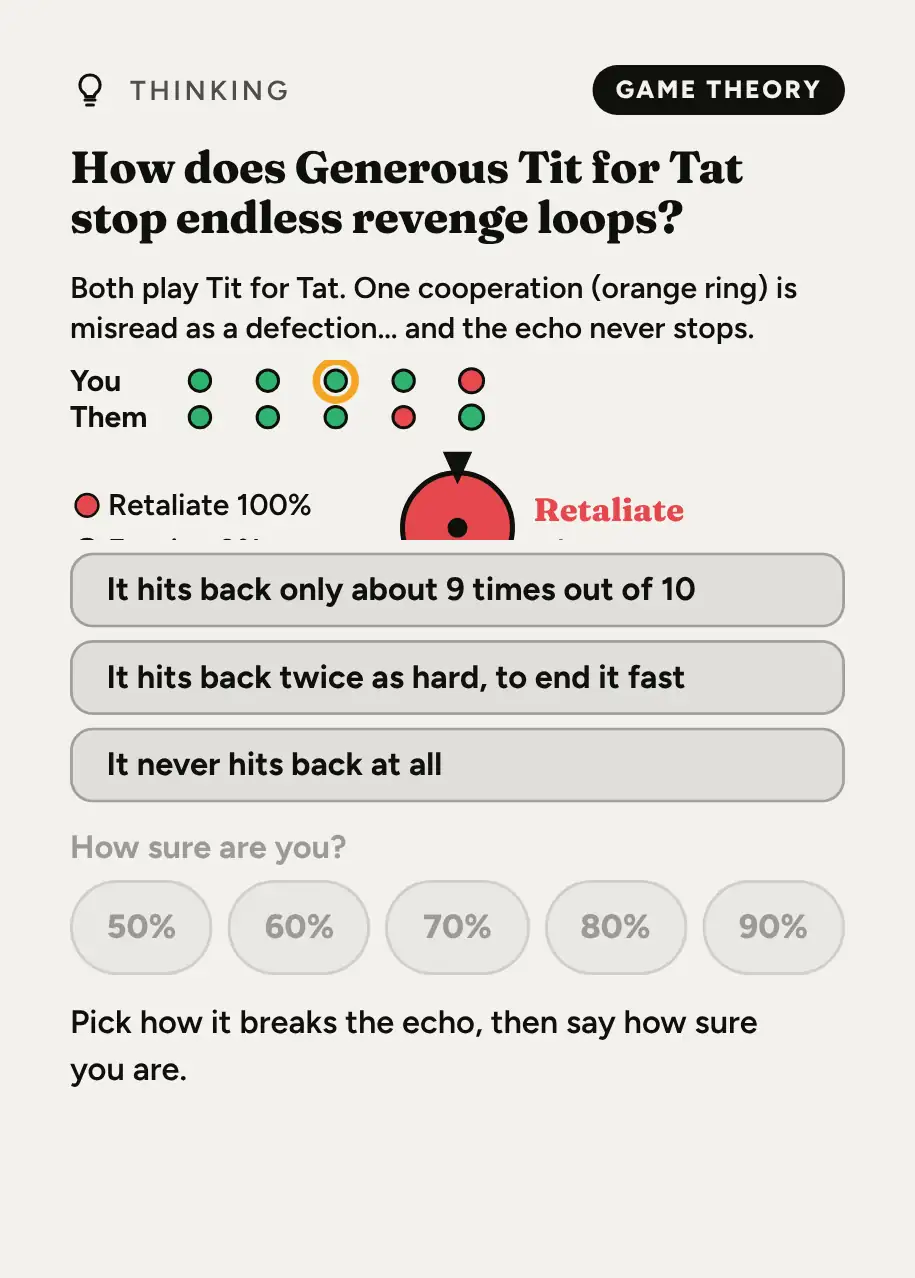 THINKING
GAME THEORY
How does Generous Tit for Tat
stop endless revenge loops?
Both play Tit for Tat. One cooperation (orange ring) is
misread as a defection... and the echo never stops.
You
Them
Retaliate 100%
Retaliate
It hits back only about 9 times out of 10
It hits back twice as hard, to end it fast
It never hits back at all
How sure are you?
50%
60%
70%
80%
90%
Pick how it breaks the echo, then say how sure
you are.